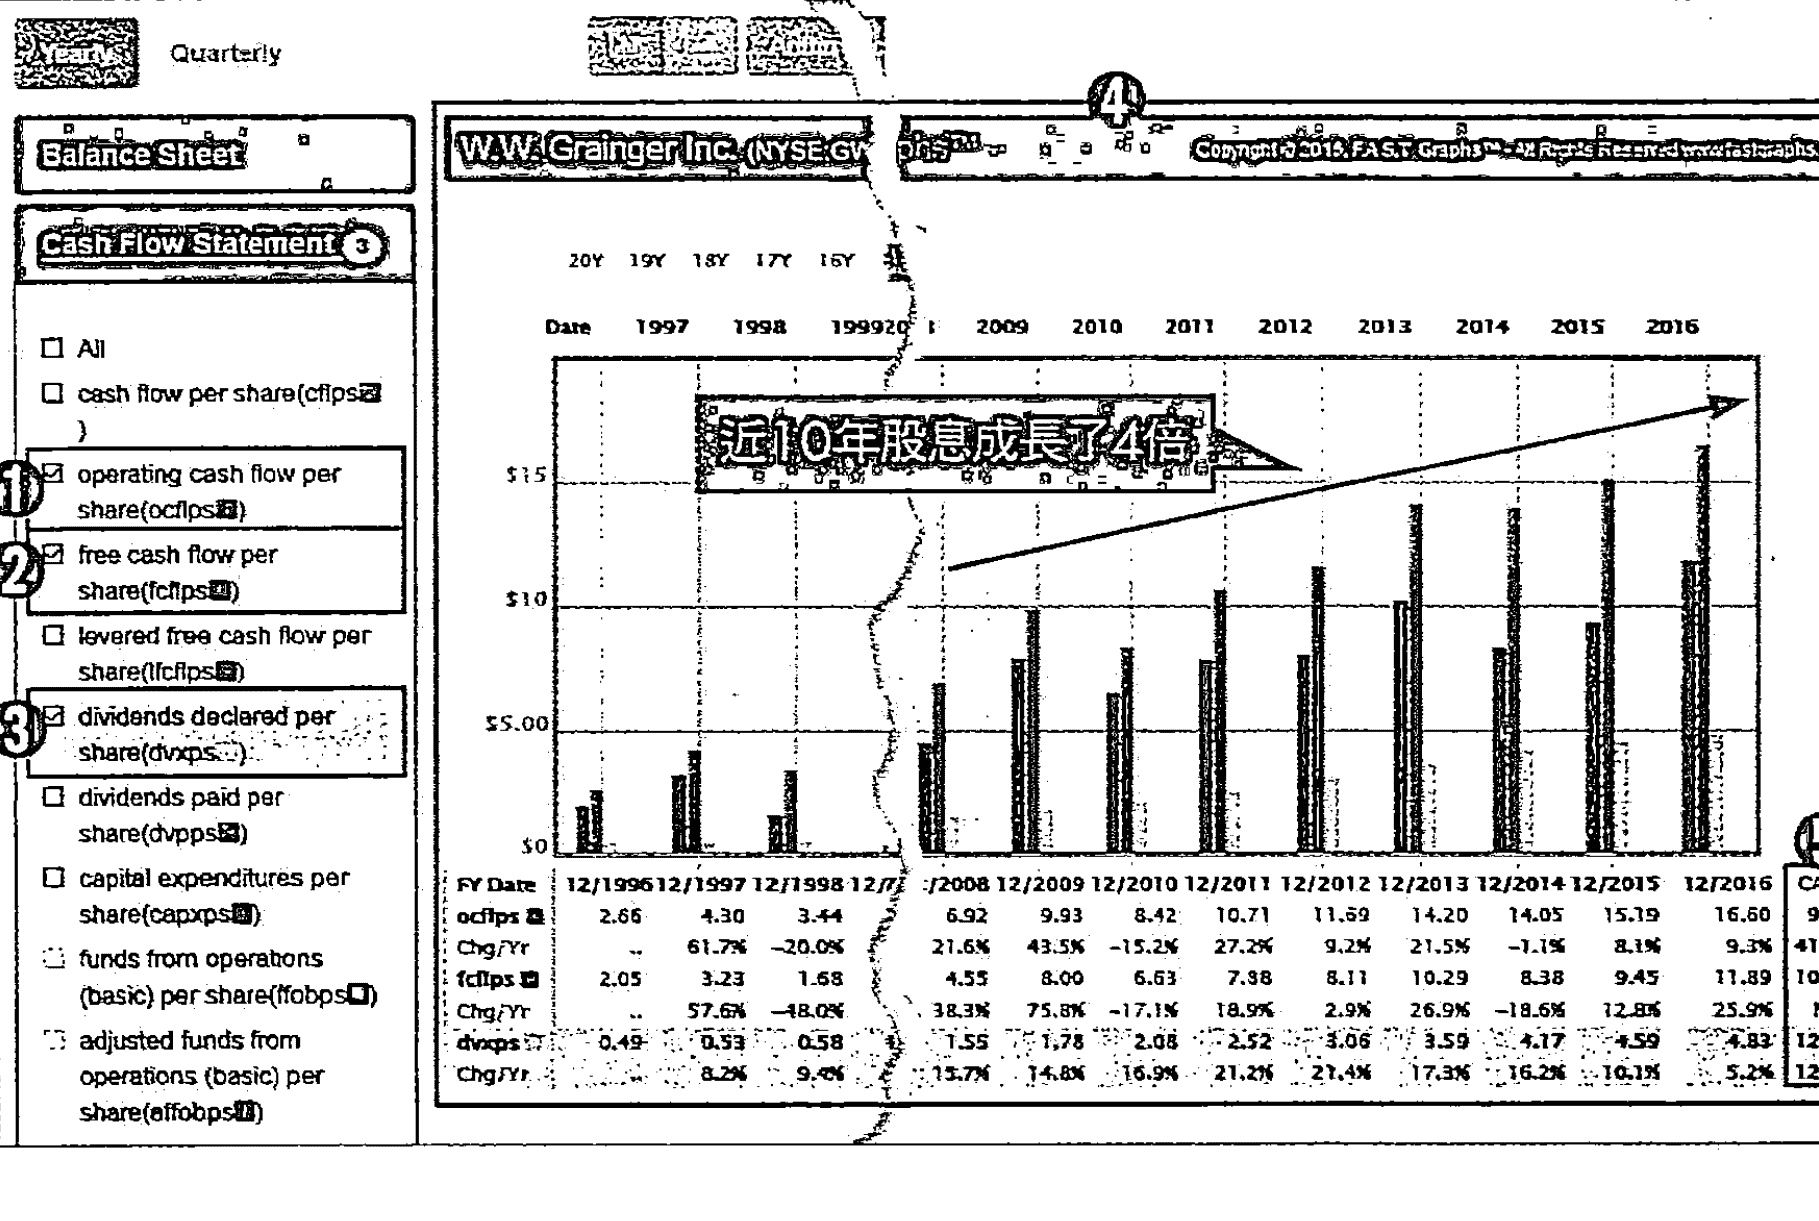 Yearly Quarterly
4
Balance Sheet
W.W. Grainger Inc. (NYSE:GW
Copyright © 2016, F.A.S.T. Graphs™ - All Rights Reserved www.fastgraphs.
Cash Flow Statement 3
20Y 19Y 18Y 17Y 16Y
Date 1997 1998 1999 20 2009 2010 2011 2012 2013 2014 2015 2016
All
cash flow per share(cflps
)
1
operating cash flow per
share(ocflps )
2
free cash flow per
share(fcflps )
levered free cash flow per
share(lfcflps )
3
dividends declared per
share(dvxps )
dividends paid per
share(dvpps )
capital expenditures per
share(capxps )
funds from operations
(basic) per share(ffobps )
adjusted funds from
operations (basic) per
share(affobps )
近10年股息成長了4倍
$15
$10
$5.00
$0
FY Date 12/1996 12/1997 12/1998 /2008 12/2009 12/2010 12/2011 12/2012 12/2013 12/2014 12/2015 12/2016
ocflps 2.66 4.30 3.44 6.92 9.93 8.42 10.71 11.69 14.20 14.05 15.19 16.60
Chg/Yr 61.7% -20.0% 21.6% 43.5% -15.2% 27.2% 9.2% 21.5% -1.1% 8.1% 9.3%
fcflps 2.05 3.23 1.68 4.55 8.00 6.63 7.88 8.11 10.29 8.38 9.45 11.89
Chg/Yr 57.6% -48.0% 38.3% 75.8% -17.1% 18.9% 2.9% 26.9% -18.6% 12.8% 25.9%
dvxps 0.49 0.53 0.58 1.55 1.78 2.08 2.52 3.06 3.59 4.17 4.59 4.83
Chg/Yr 8.2% 9.4% 13.7% 14.8% 16.9% 21.2% 21.4% 17.3% 16.2% 10.1% 5.2%